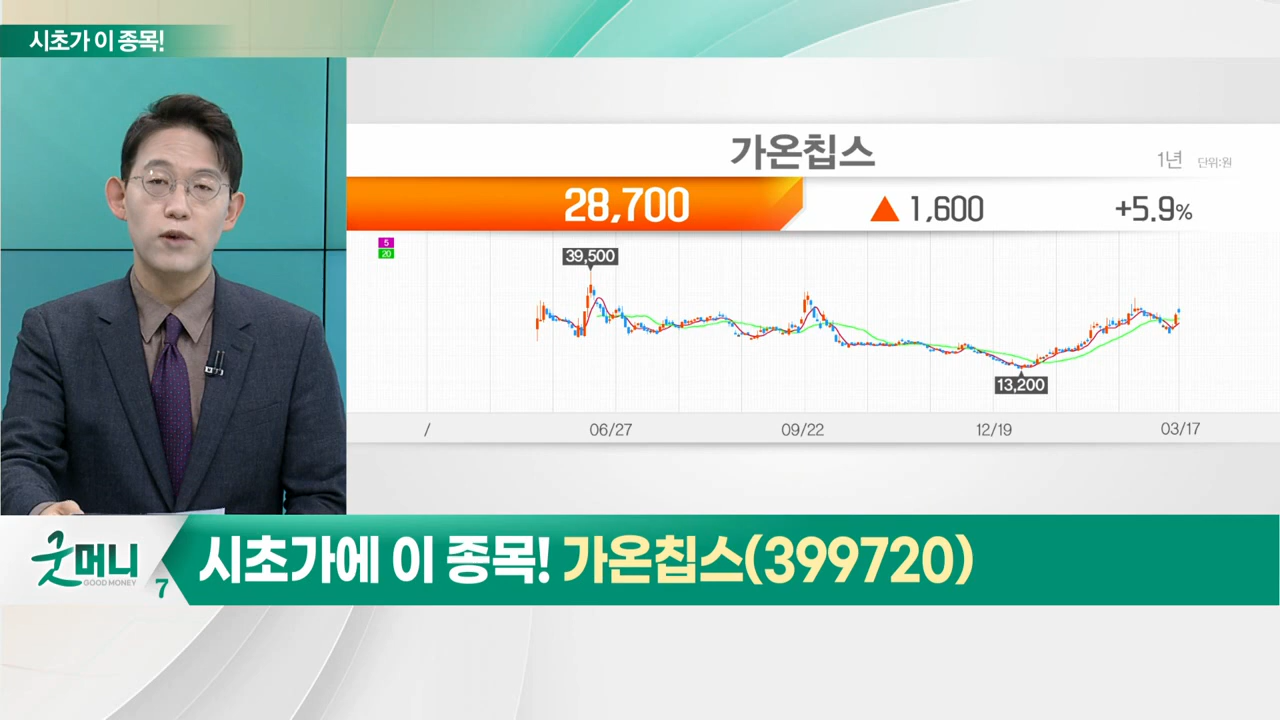 시초가 이 종목!
가온칩스
1년 단위:원
28,700 ▲ 1,600 +5.9%
5
20
39,500
13,200
/ 06/27 09/22 12/19 03/17
굿머니
GOOD MONEY
7
시초가에 이 종목! 가온칩스(399720)